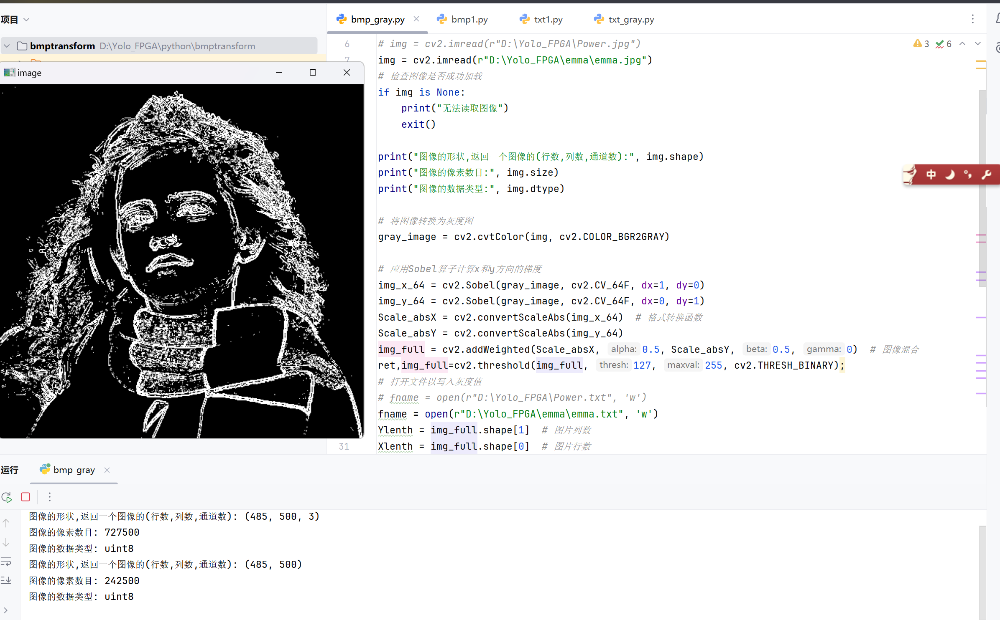 项目
bmp_gray.py
bmp1.py
txt1.py
txt_gray.py
bmptransform D:\Yolo_FPGA\python\bmptransform
image
3
6
6
# img = cv2.imread(r"D:\Yolo_FPGA\Power.jpg")
7
img = cv2.imread(r"D:\Yolo_FPGA\emma\emma.jpg")
# 检查图像是否成功加载
if img is None:
print("无法读取图像")
exit()
print("图像的形状,返回一个图像的(行数,列数,通道数):", img.shape)
print("图像的像素数目:", img.size)
print("图像的数据类型:", img.dtype)
中
# 将图像转换为灰度图
gray_image = cv2.cvtColor(img, cv2.COLOR_BGR2GRAY)
# 应用Sobel算子计算x和y方向的梯度
img_x_64 = cv2.Sobel(gray_image, cv2.CV_64F, dx=1, dy=0)
img_y_64 = cv2.Sobel(gray_image, cv2.CV_64F, dx=0, dy=1)
Scale_absX = cv2.convertScaleAbs(img_x_64)  # 格式转换函数
Scale_absY = cv2.convertScaleAbs(img_y_64)
img_full = cv2.addWeighted(Scale_absX, alpha: 0.5, Scale_absY, beta: 0.5, gamma: 0)  # 图像混合
ret,img_full=cv2.threshold(img_full, thresh: 127, maxval: 255, cv2.THRESH_BINARY);
# 打开文件以写入灰度值
# fname = open(r"D:\Yolo_FPGA\Power.txt", 'w')
fname = open(r"D:\Yolo_FPGA\emma\emma.txt", 'w')
Ylenth = img_full.shape[1]  # 图片列数
31
Xlenth = img_full.shape[0]  # 图片行数
运行
bmp_gray
图像的形状,返回一个图像的(行数,列数,通道数): (485, 500, 3)
图像的像素数目: 727500
图像的数据类型: uint8
图像的形状,返回一个图像的(行数,列数,通道数): (485, 500)
图像的像素数目: 242500
图像的数据类型: uint8